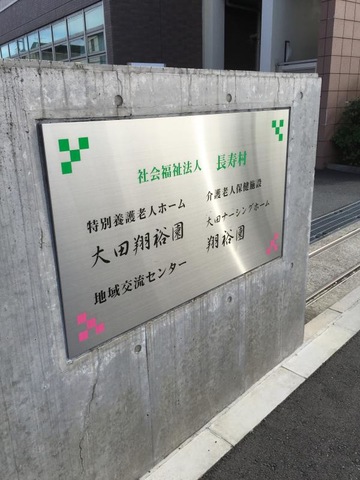 社会福祉法人 長寿村
特別養護老人ホーム
大田翔裕園
地域交流センター
介護老人保健施設
大田ナーシングホーム
翔裕園